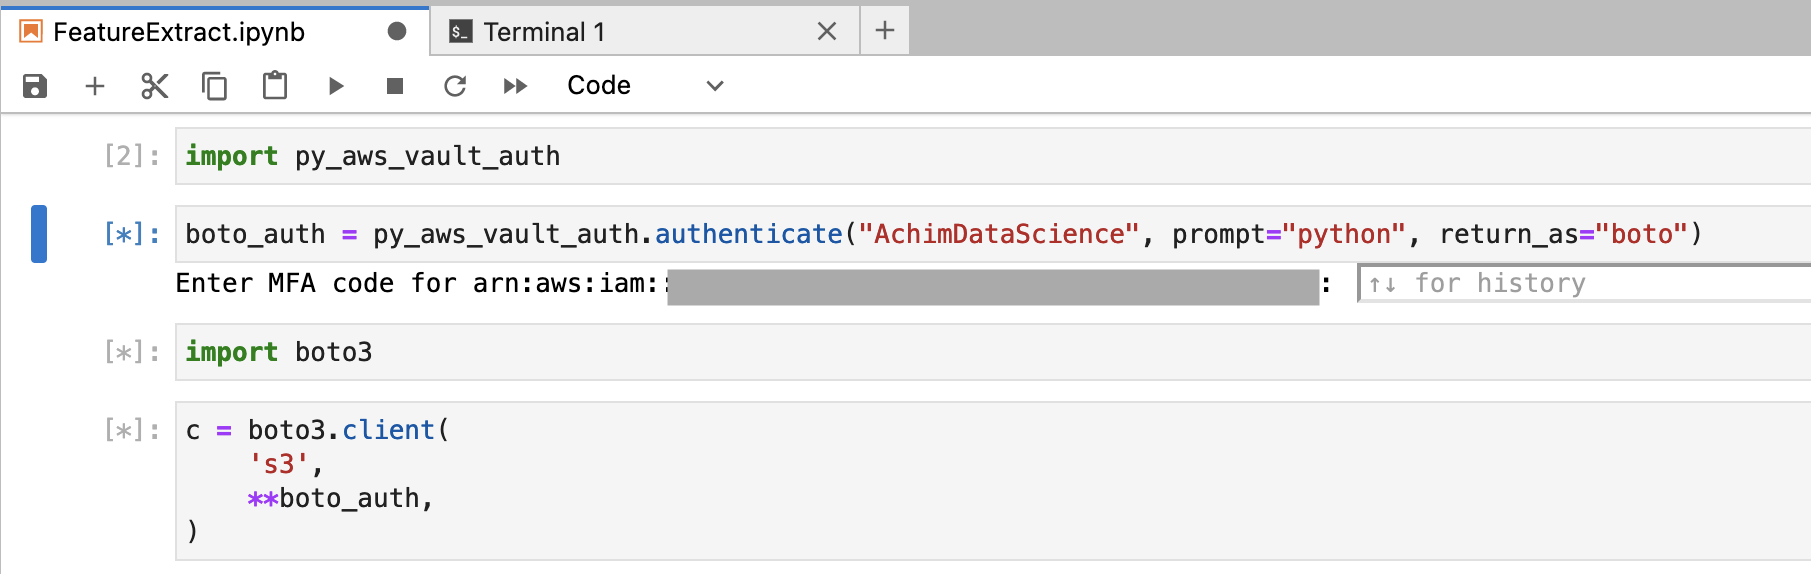 FeatureExtract.ipynb
$_ Terminal 1
Code
[2]: import py_aws_vault_auth
[*]: boto_auth = py_aws_vault_auth.authenticate("AchimDataScience", prompt="python", return_as="boto")
Enter MFA code for arn:aws:iam:: : ↑↓ for history
[*]: import boto3
[*]: c = boto3.client(
's3',
**boto_auth,
)